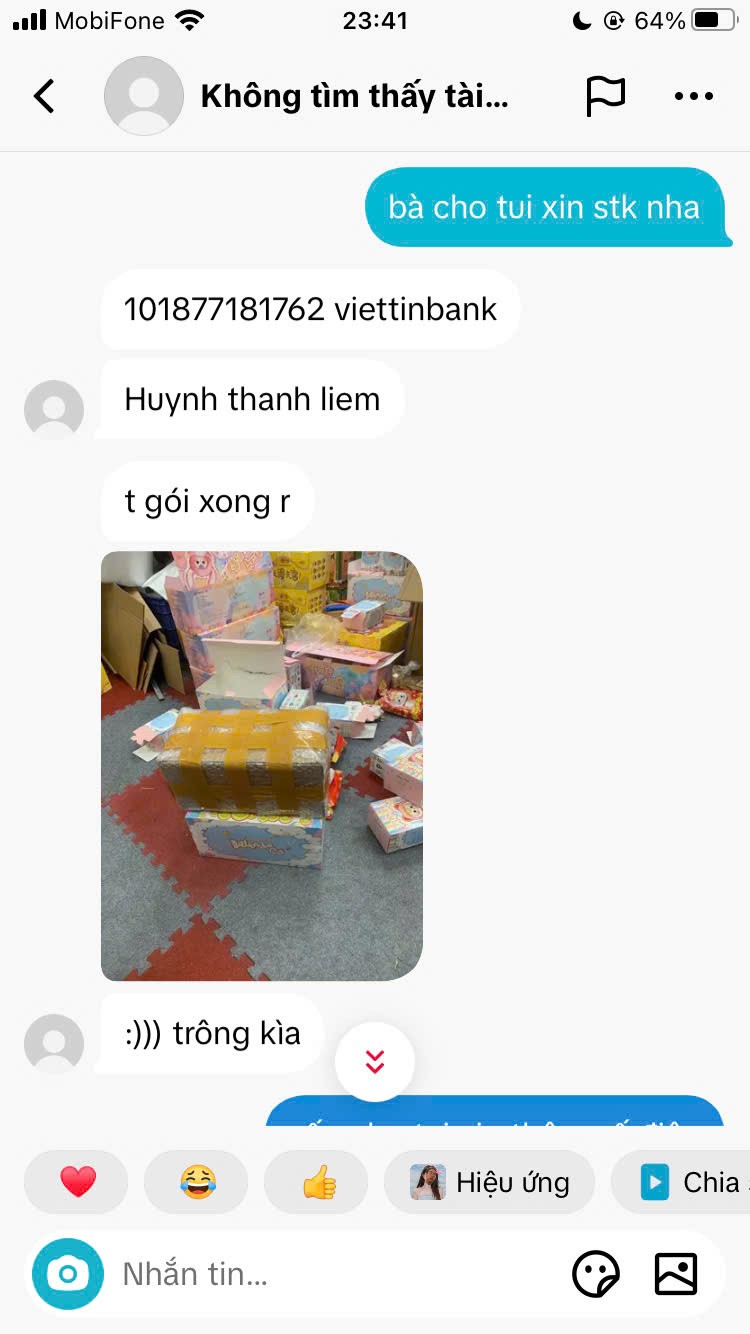 MobiFone
23:41
64%
Không tìm thấy tài...
bà cho tui xin stk nha
101877181762 viettinbank
Huynh thanh liem
t gói xong r
:))) trông kìa
Hiệu ứng
Chia
Nhắn tin...